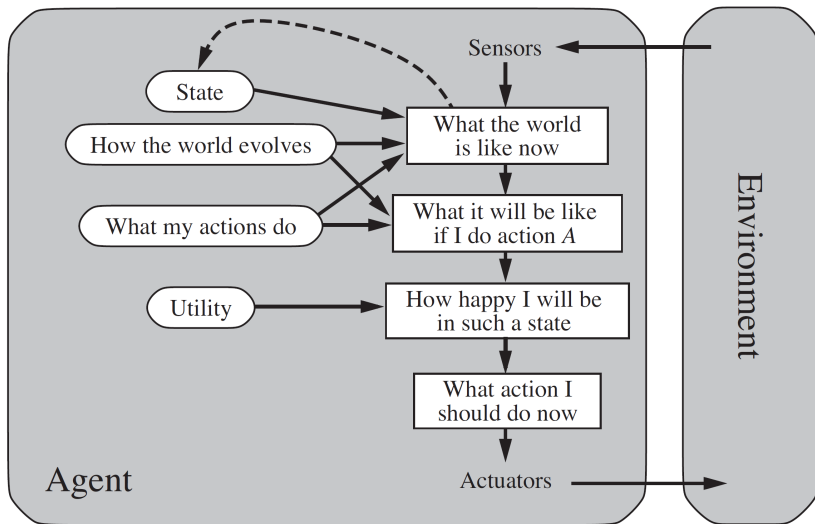 Sensors
State
What the world
is like now
How the world evolves
What my actions do
What it will be like
if I do action A
Utility
How happy I will be
in such a state
What action I
should do now
Agent
Actuators
Environment